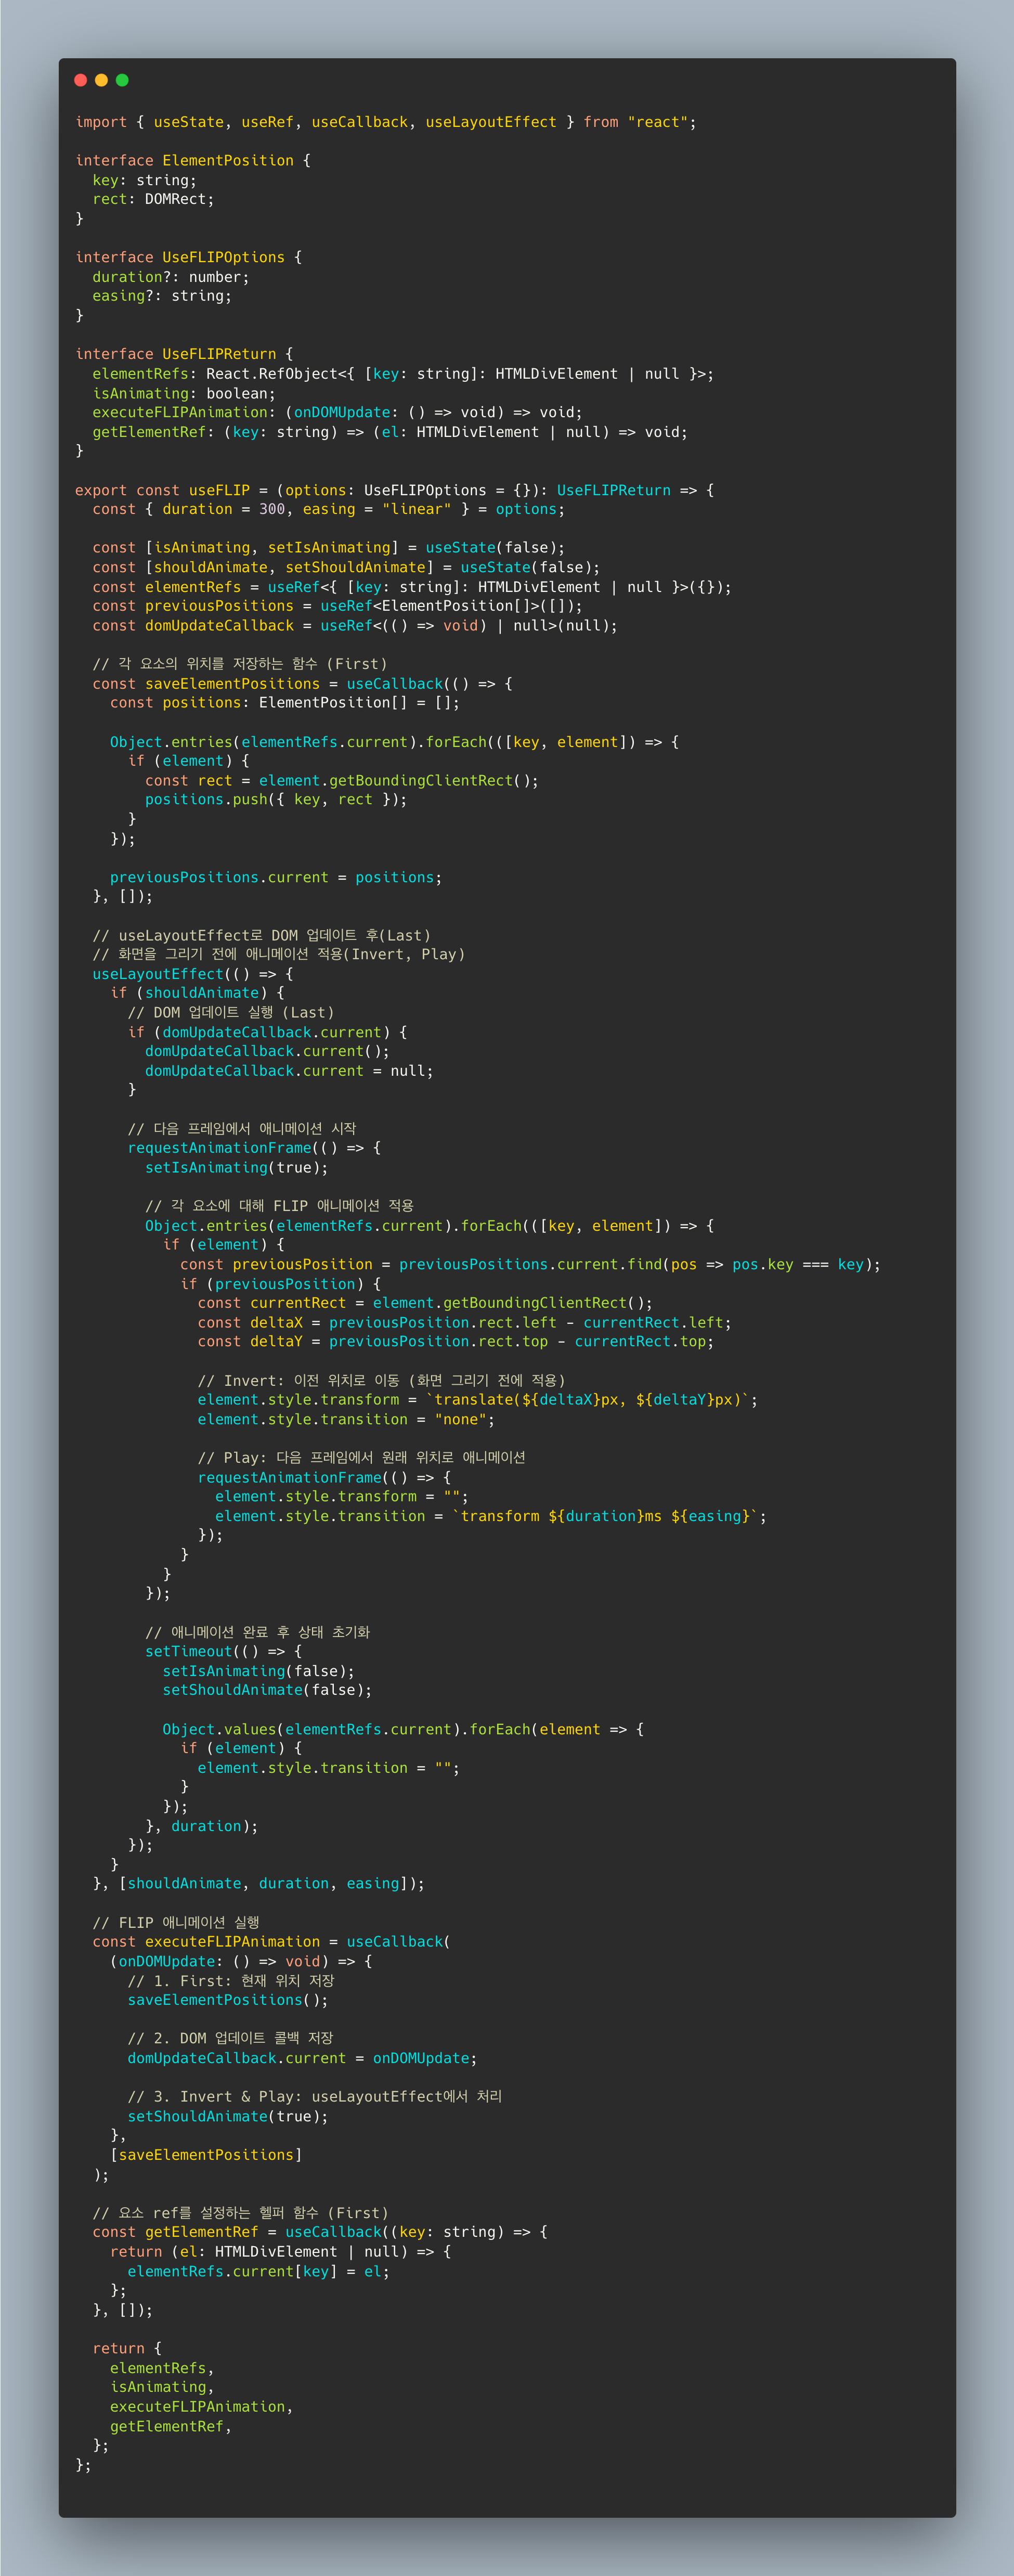 import { useState, useRef, useCallback, useLayoutEffect } from "react";

interface ElementPosition {
  key: string;
  rect: DOMRect;
}

interface UseFLIPOptions {
  duration?: number;
  easing?: string;
}

interface UseFLIPReturn {
  elementRefs: React.RefObject<{ [key: string]: HTMLDivElement | null }>;
  isAnimating: boolean;
  executeFLIPAnimation: (onDOMUpdate: () => void) => void;
  getElementRef: (key: string) => (el: HTMLDivElement | null) => void;
}

export const useFLIP = (options: UseFLIPOptions = {}): UseFLIPReturn => {
  const { duration = 300, easing = "linear" } = options;

  const [isAnimating, setIsAnimating] = useState(false);
  const [shouldAnimate, setShouldAnimate] = useState(false);
  const elementRefs = useRef<{ [key: string]: HTMLDivElement | null }>({});
  const previousPositions = useRef<ElementPosition[]>([]);
  const domUpdateCallback = useRef<(() => void) | null>(null);

  // 각 요소의 위치를 저장하는 함수 (First)
  const saveElementPositions = useCallback(() => {
    const positions: ElementPosition[] = [];

    Object.entries(elementRefs.current).forEach(([key, element]) => {
      if (element) {
        const rect = element.getBoundingClientRect();
        positions.push({ key, rect });
      }
    });

    previousPositions.current = positions;
  }, []);

  // useLayoutEffect로 DOM 업데이트 후(Last)
  // 화면을 그리기 전에 애니메이션 적용(Invert, Play)
  useLayoutEffect(() => {
    if (shouldAnimate) {
      // DOM 업데이트 실행 (Last)
      if (domUpdateCallback.current) {
        domUpdateCallback.current();
        domUpdateCallback.current = null;
      }

      // 다음 프레임에서 애니메이션 시작
      requestAnimationFrame(() => {
        setIsAnimating(true);

        // 각 요소에 대해 FLIP 애니메이션 적용
        Object.entries(elementRefs.current).forEach(([key, element]) => {
          if (element) {
            const previousPosition = previousPositions.current.find(pos => pos.key === key);
            if (previousPosition) {
              const currentRect = element.getBoundingClientRect();
              const deltaX = previousPosition.rect.left - currentRect.left;
              const deltaY = previousPosition.rect.top - currentRect.top;

              // Invert: 이전 위치로 이동 (화면 그리기 전에 적용)
              element.style.transform = `translate(${deltaX}px, ${deltaY}px)`;
              element.style.transition = "none";

              // Play: 다음 프레임에서 원래 위치로 애니메이션
              requestAnimationFrame(() => {
                element.style.transform = "";
                element.style.transition = `transform ${duration}ms ${easing}`;
              });
            }
          }
        });

        // 애니메이션 완료 후 상태 초기화
        setTimeout(() => {
          setIsAnimating(false);
          setShouldAnimate(false);

          Object.values(elementRefs.current).forEach(element => {
            if (element) {
              element.style.transition = "";
            }
          });
        }, duration);
      });
    }
  }, [shouldAnimate, duration, easing]);

  // FLIP 애니메이션 실행
  const executeFLIPAnimation = useCallback(
    (onDOMUpdate: () => void) => {
      // 1. First: 현재 위치 저장
      saveElementPositions();

      // 2. DOM 업데이트 콜백 저장
      domUpdateCallback.current = onDOMUpdate;

      // 3. Invert & Play: useLayoutEffect에서 처리
      setShouldAnimate(true);
    },
    [saveElementPositions]
  );

  // 요소 ref를 설정하는 헬퍼 함수 (First)
  const getElementRef = useCallback((key: string) => {
    return (el: HTMLDivElement | null) => {
      elementRefs.current[key] = el;
    };
  }, []);

  return {
    elementRefs,
    isAnimating,
    executeFLIPAnimation,
    getElementRef,
  };
};